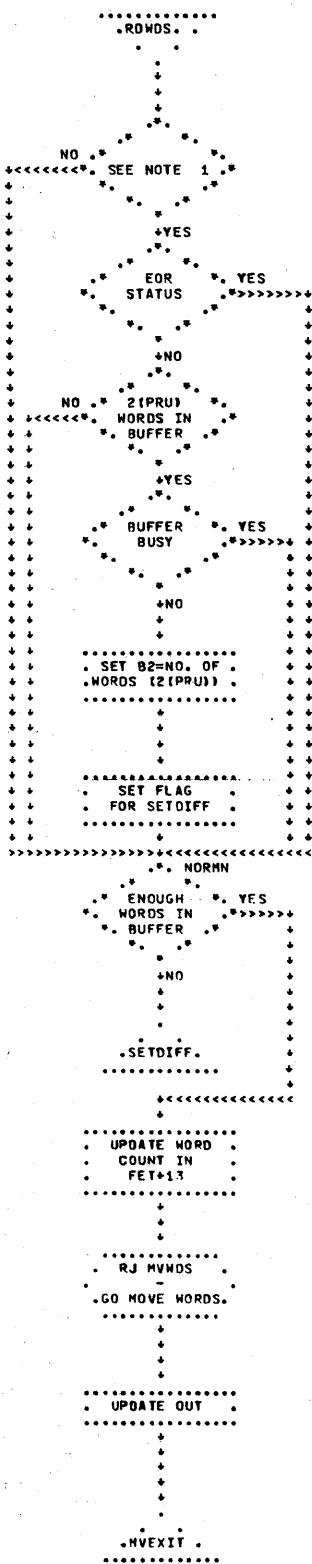 RDWDS.
NO
SEE NOTE 1
YES
EOR
STATUS
YES
NO
NO
2(PRU)
WORDS IN
BUFFER
YES
BUFFER
BUSY
YES
NO
SET B2=NO. OF
WORDS (2(PRU))
SET FLAG
FOR SETDIFF
NORMN
ENOUGH
WORDS IN
BUFFER
YES
NO
SETDIFF.
UPDATE WORD
COUNT IN
FET+13
RJ MVWDS
-
GO MOVE WORDS.
UPDATE OUT
MVEXIT